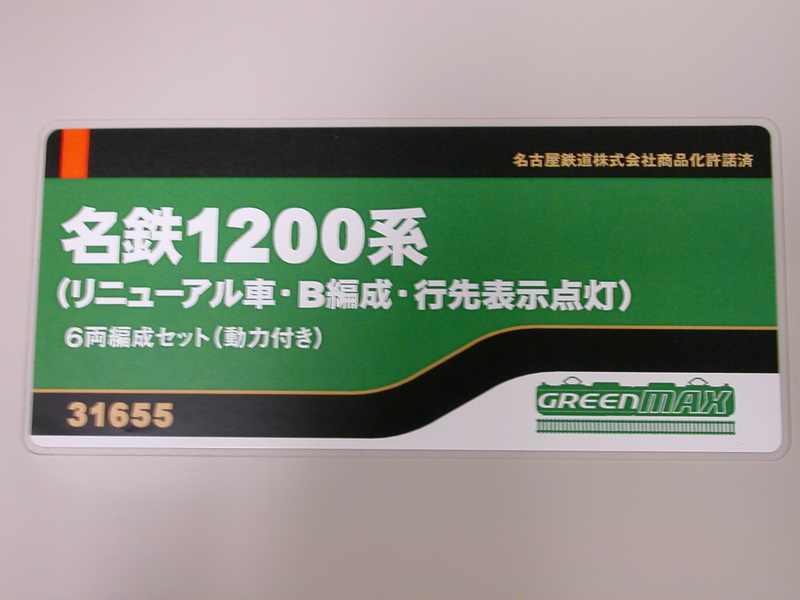 名古屋鉄道株式会社商品化許諾済
名鉄1200系
(リニューアル車・B編成・行先表示点灯)
6両編成セット(動力付き)
31655
GREENMAX